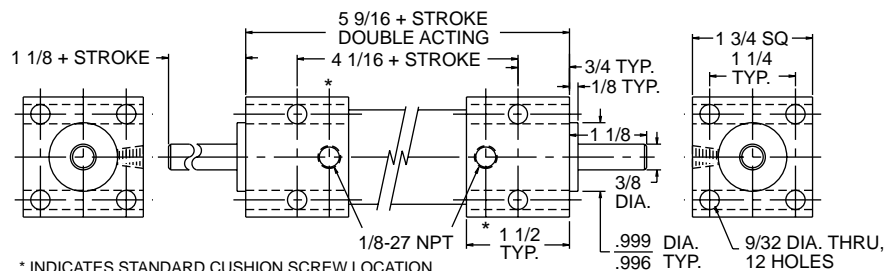 5 9/16 + STROKE
DOUBLE ACTING
1 1/8 + STROKE
4 1/16 + STROKE
*
3/4 TYP.
1/8 TYP.
1 1/8
3/8
DIA.
1 3/4 SQ
1 1/4
TYP.
1/8-27 NPT
*
1 1/2
TYP.
.999 DIA.
.996 TYP.
9/32 DIA. THRU,
12 HOLES
* INDICATES STANDARD CUSHION SCREW LOCATION